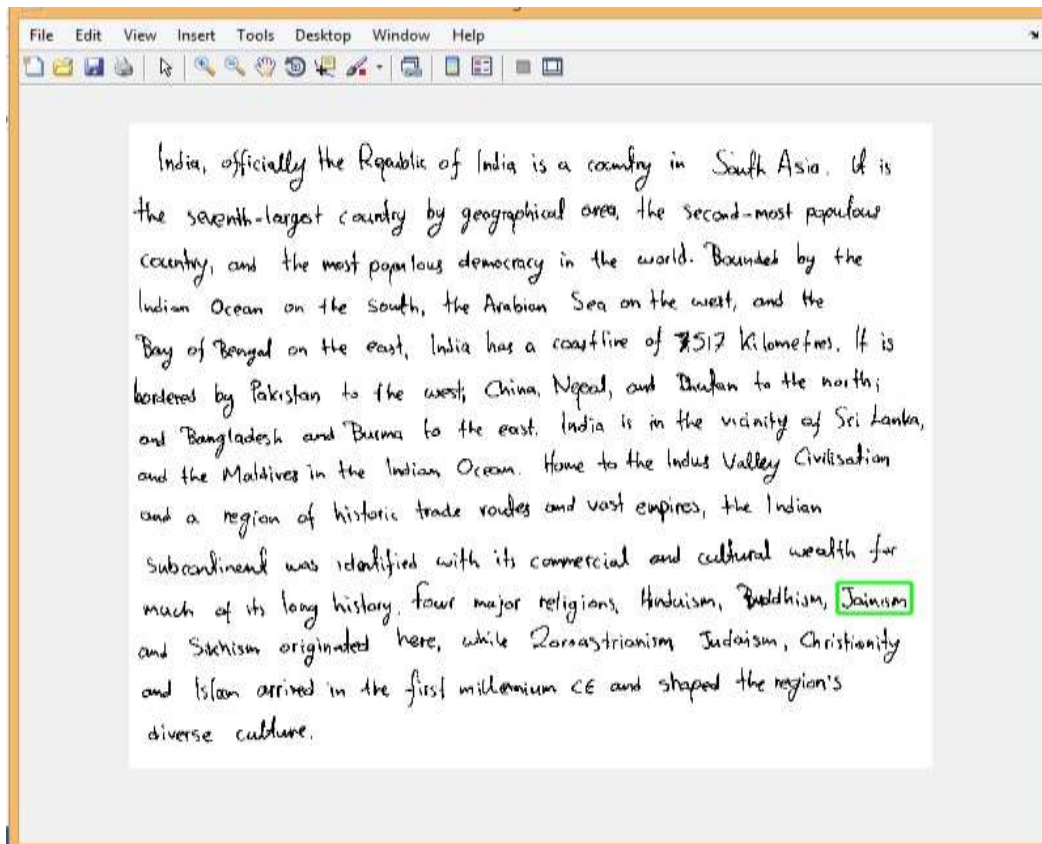 File Edit View Insert Tools Desktop Window Help
India, officially the Republic of India is a country in South Asia. It is
the seventh-largest country by geographical area, the second-most populous
country, and the most populous democracy in the world. Bounded by the
Indian Ocean on the south, the Arabian Sea on the west, and the
Bay of Bengal on the east, India has a coastline of 7517 Kilometres. It is
bordered by Pakistan to the west; China, Nepal, and Bhutan to the north;
and Bangladesh and Burma to the east. India is in the vicinity of Sri Lanka,
and the Maldives in the Indian Ocean. Home to the Indus Valley Civilisation
and a region of historic trade routes and vast empires, the Indian
subcontinent was identified with its commercial and cultural wealth for
much of its long history. four major religions, Hinduism, Buddhism, Jainism
and Sikhism originated here, while Zoroastrianism Judaism, Christianity
and Islam arrived in the first millennium CE and shaped the region's
diverse culture.